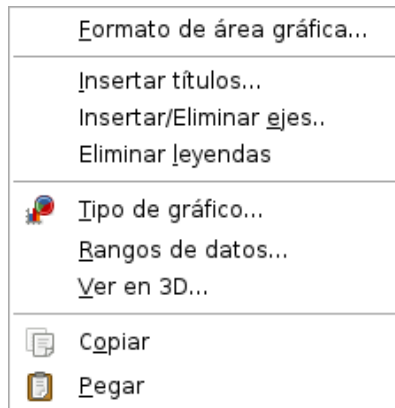 Formato de área gráfica...
Insertar títulos...
Insertar/Eliminar ejes..
Eliminar leyendas
Tipo de gráfico...
Rangos de datos...
Ver en 3D...
Copiar
Pegar